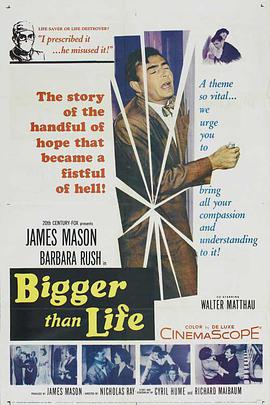 LIFE SAVER OR LIFE DESTROYER?
"I prescribed it
...he misused it!"
The story
of the
handful of
hope that
became a
fistful
of hell!
A theme
so vital...
we
urge you
to
bring
all your
compassion
and
understanding
to it!
20th CENTURY-FOX presents
JAMES MASON
BARBARA RUSH
in
Bigger
than Life
CO-STARRING
WALTER MATTHAU
COLOR by DE LUXE
CINEMASCOPE
PRODUCED BY JAMES MASON
DIRECTED BY NICHOLAS RAY
CYRIL HUME and RICHARD MAIBAUM